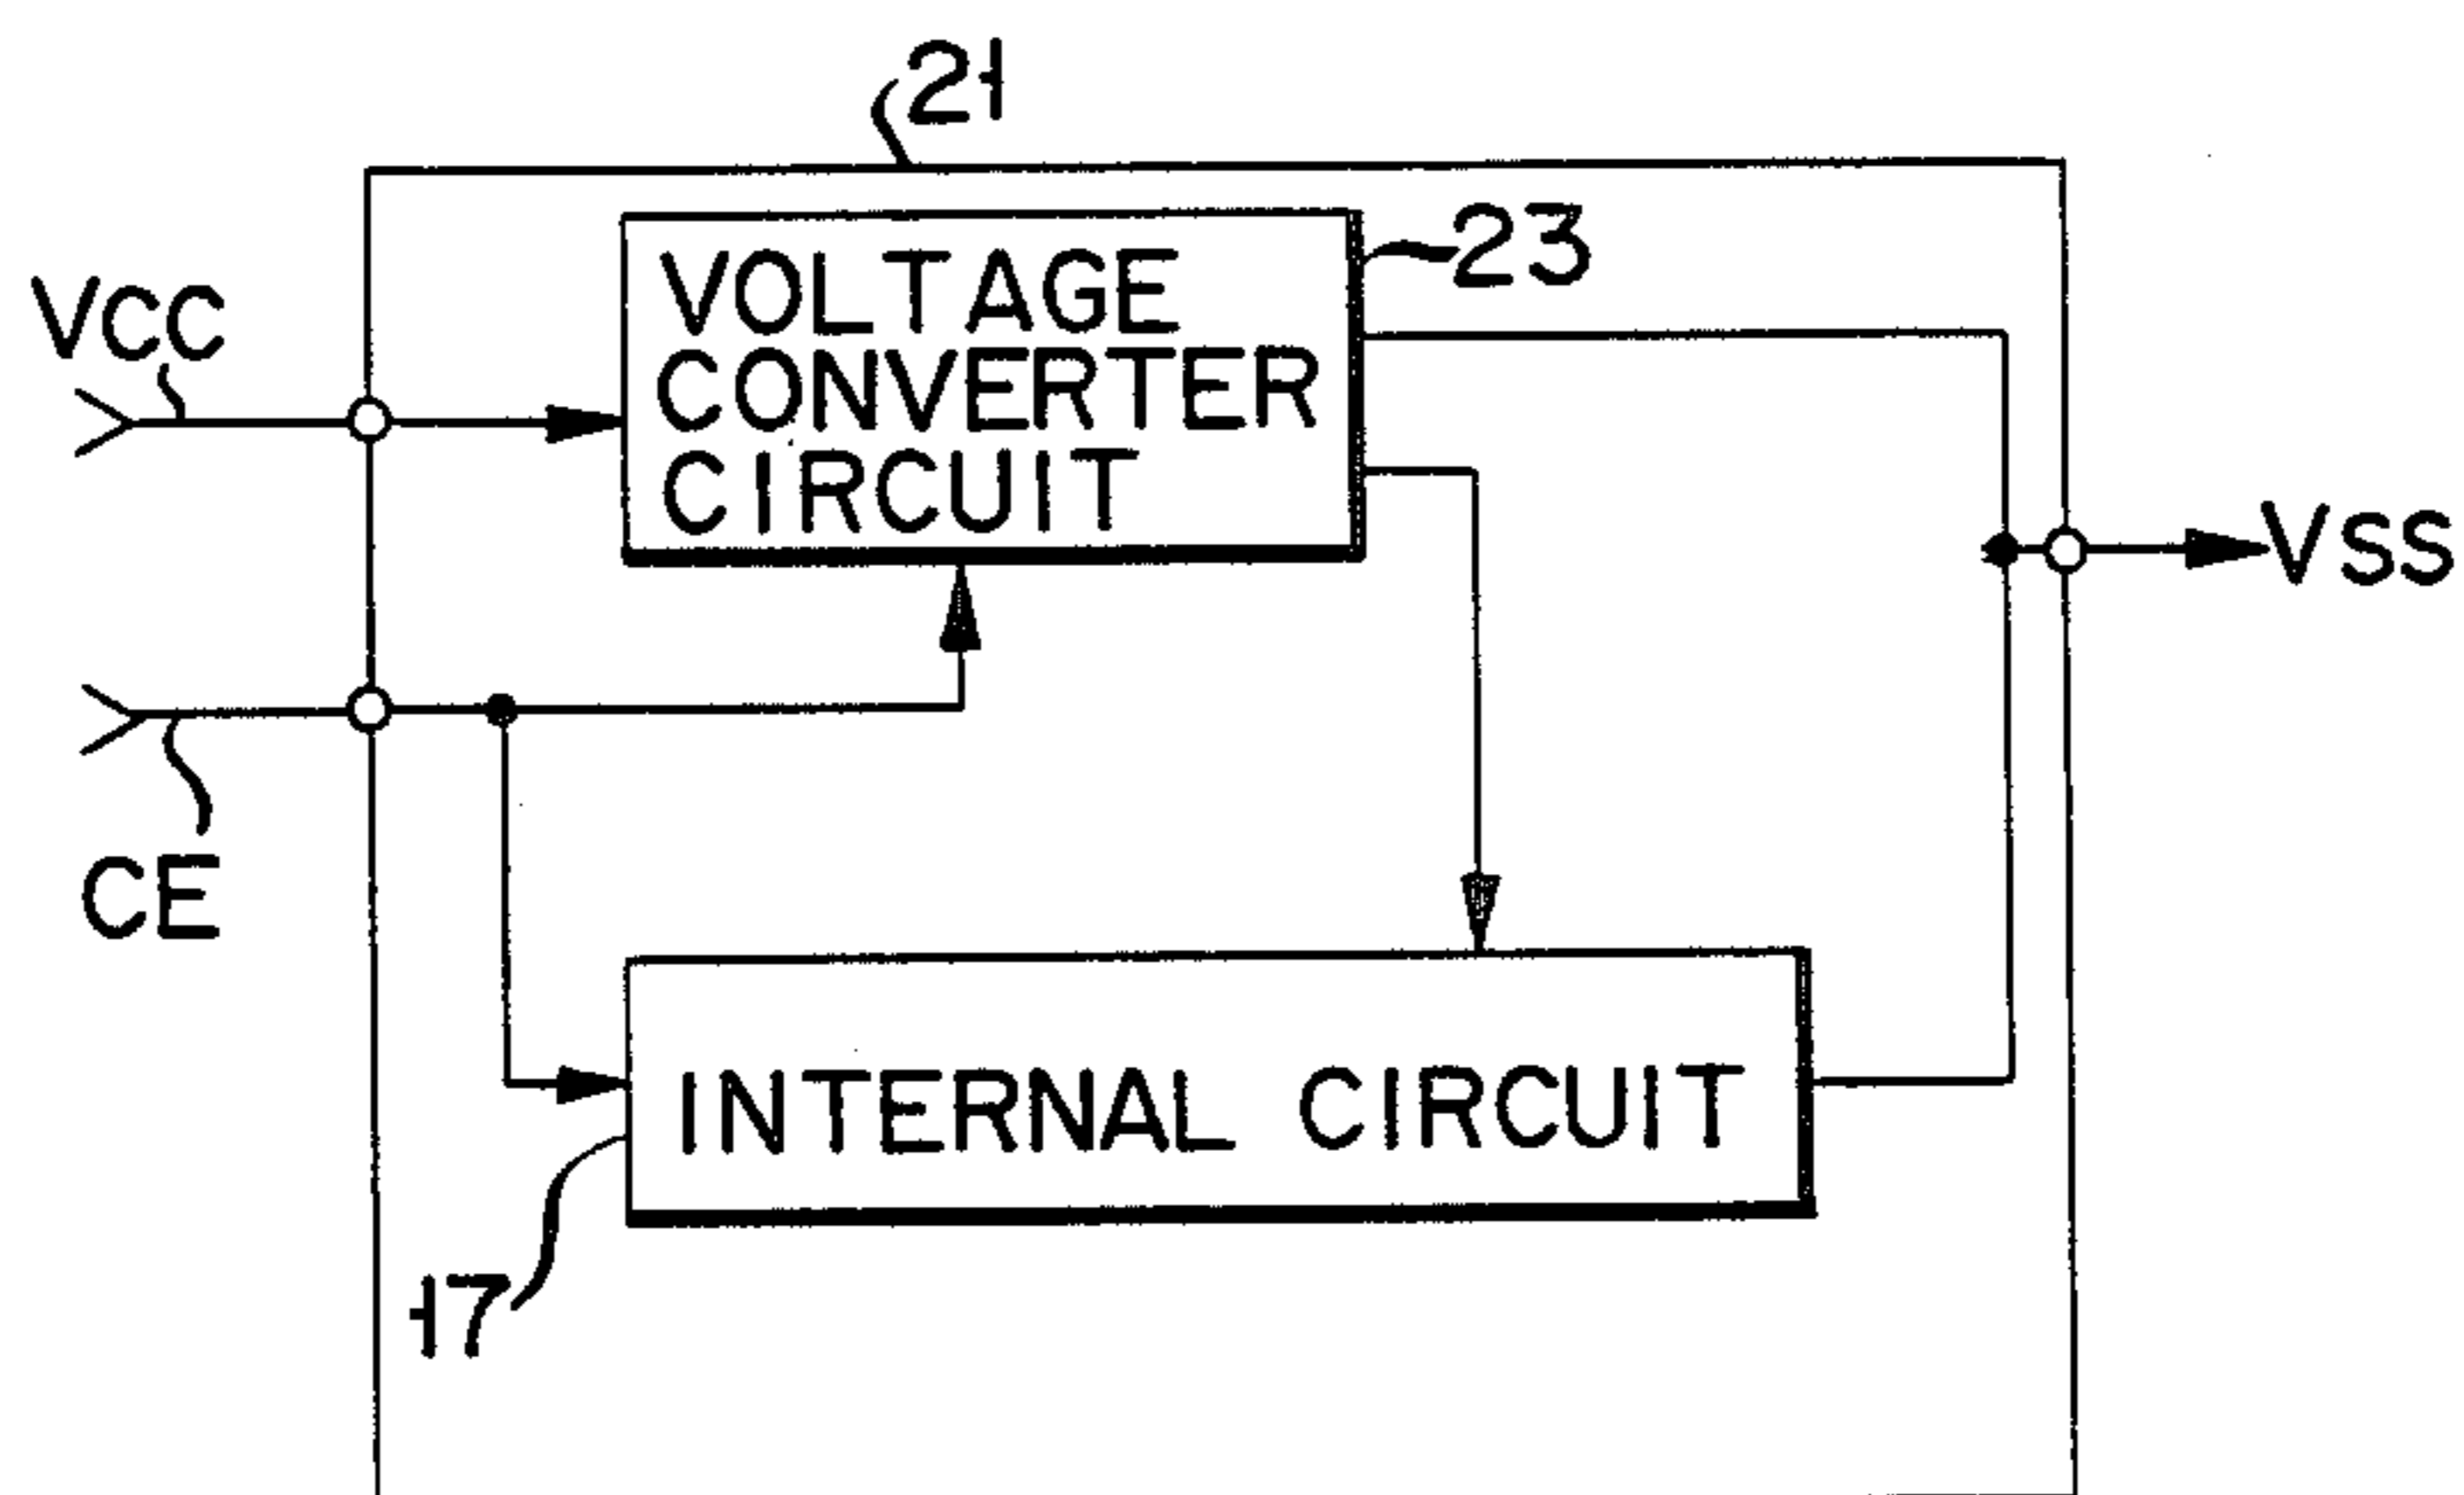 21
23
VCC
VOLTAGE
CONVERTER
CIRCUIT
VSS
CE
INTERNAL CIRCUIT
17